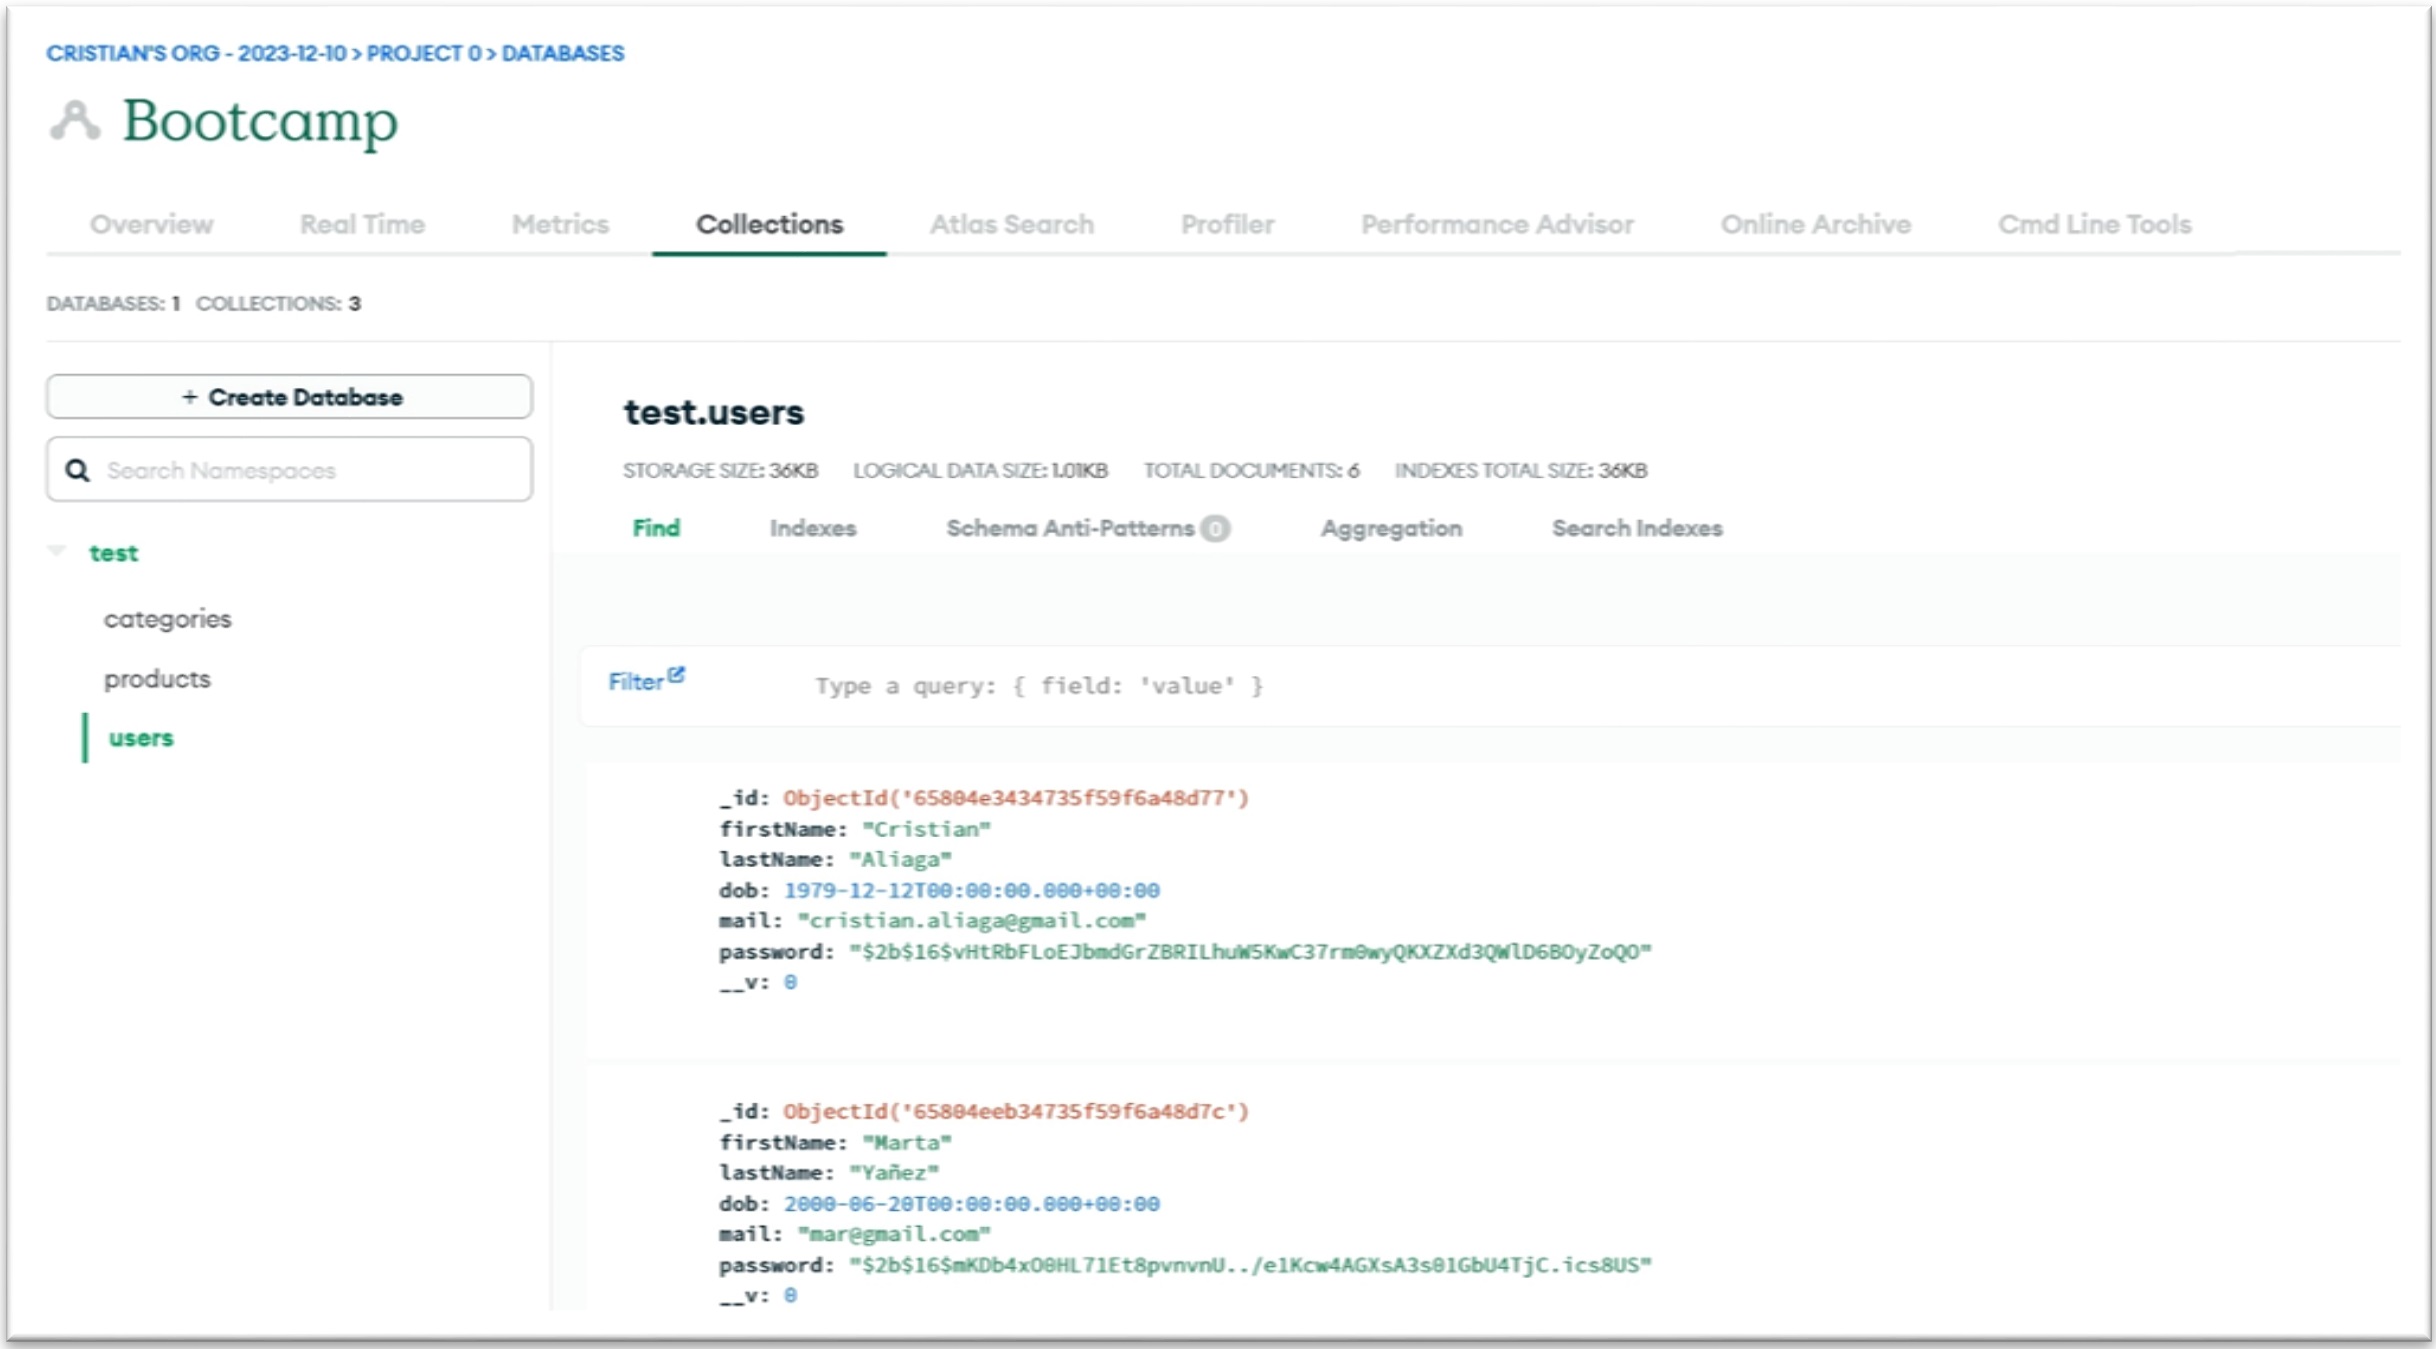 CRISTIAN'S ORG - 2023-12-10 > PROJECT 0 > DATABASES
Bootcamp
Overview Real Time Metrics Collections Atlas Search Profiler Performance Advisor Online Archive Cmd Line Tools
DATABASES: 1 COLLECTIONS: 3
+ Create Database
Search Namespaces
test
categories
products
users
test.users
STORAGE SIZE: 36KB LOGICAL DATA SIZE: 1.01KB TOTAL DOCUMENTS: 6 INDEXES TOTAL SIZE: 36KB
Find Indexes Schema Anti-Patterns 0 Aggregation Search Indexes
Filter Type a query: { field: 'value' }
_id: ObjectId('65804e3434735f59f6a48d77')
firstName: "Cristian"
lastName: "Aliaga"
dob: 1979-12-12T00:00:00.000+00:00
mail: "cristian.aliaga@gmail.com"
password: "$2b$16$vHtRbFLoEJbmdGrZBRILhuW5KwC37rm0wyQKXZXd3QWlD6BOyZoQO"
__v: 0
_id: ObjectId('65804eeb34735f59f6a48d7c')
firstName: "Marta"
lastName: "Yañez"
dob: 2000-06-20T00:00:00.000+00:00
mail: "mar@gmail.com"
password: "$2b$16$mKDb4xO0HL71Et8pvnvnU../e1Kcw4AGXsA3s01GbU4TjC.ics8US"
__v: 0